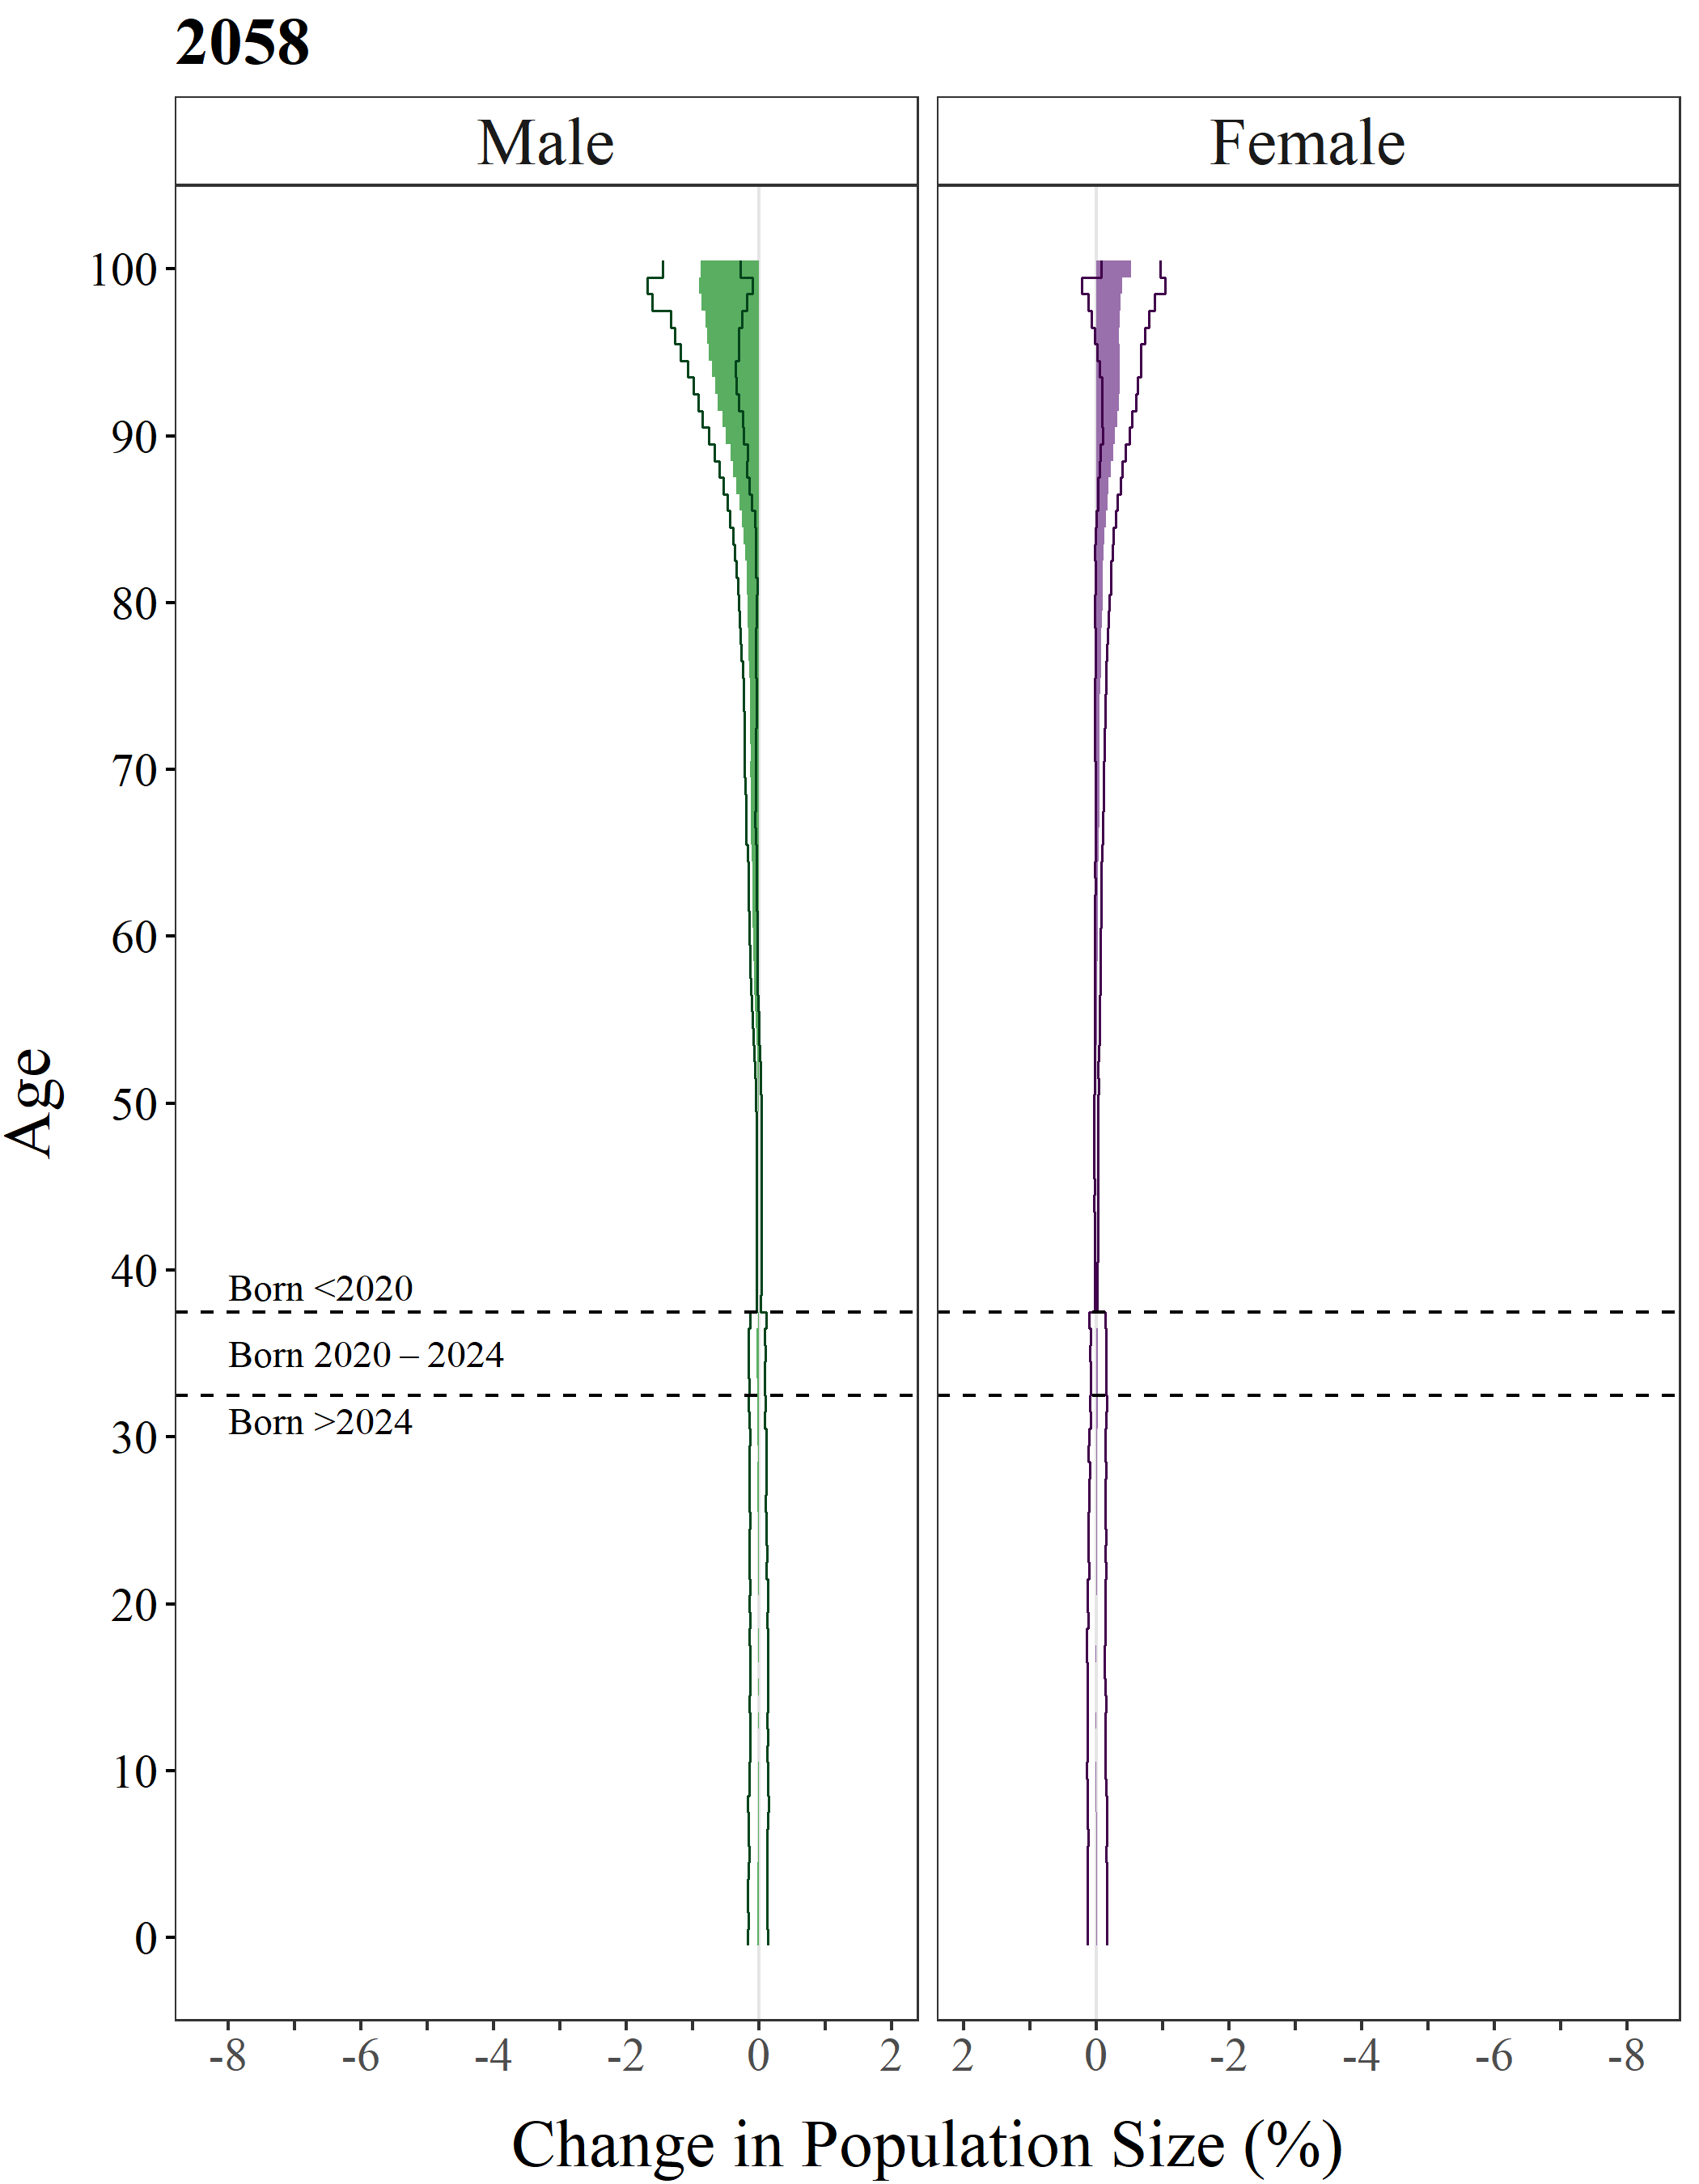 2058
Male
Female
Age
100
90
80
70
60
50
40
30
20
10
0
Born <2020
Born 2020 – 2024
Born >2024
-8 -6 -4 -2 0 2
2 0 -2 -4 -6 -8
Change in Population Size (%)